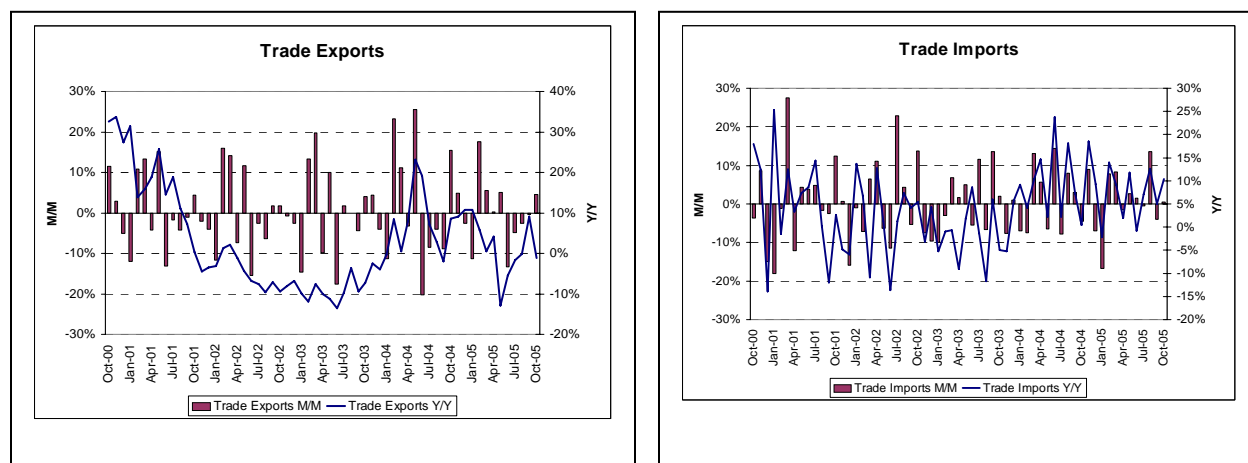 Trade Exports
30%
20%
10%
0%
-10%
-20%
-30%
M/M
40%
30%
20%
10%
0%
-10%
-20%
Y/Y
Oct-00
Jan-01
Apr-01
Jul-01
Oct-01
Jan-02
Apr-02
Jul-02
Oct-02
Jan-03
Apr-03
Jul-03
Oct-03
Jan-04
Apr-04
Jul-04
Oct-04
Jan-05
Apr-05
Jul-05
Oct-05
Trade Exports M/M Trade Exports Y/Y
Trade Imports
30%
20%
10%
0%
-10%
-20%
-30%
M/M
30%
25%
20%
15%
10%
5%
0%
-5%
-10%
-15%
-20%
Y/Y
Oct-00
Jan-01
Apr-01
Jul-01
Oct-01
Jan-02
Apr-02
Jul-02
Oct-02
Jan-03
Apr-03
Jul-03
Oct-03
Jan-04
Apr-04
Jul-04
Oct-04
Jan-05
Apr-05
Jul-05
Oct-05
Trade Imports M/M Trade Imports Y/Y